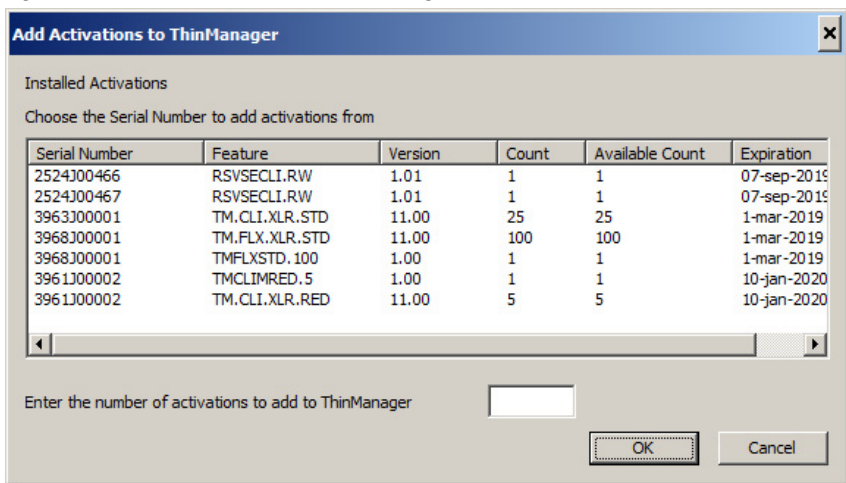 Add Activations to ThinManager
Installed Activations
Choose the Serial Number to add activations from
Serial Number Feature Version Count Available Count Expiration
2524J00466 RSVSECLI.RW 1.01 1 1 07-sep-2019
2524J00467 RSVSECLI.RW 1.01 1 1 07-sep-2019
3963J00001 TM.CLI.XLR.STD 11.00 25 25 1-mar-2019
3968J00001 TM.FLX.XLR.STD 11.00 100 100 1-mar-2019
3968J00001 TMFLXSTD.100 1.00 1 1 1-mar-2019
3961J00002 TMCLIMRED.5 1.00 1 1 10-jan-2020
3961J00002 TM.CLI.XLR.RED 11.00 5 5 10-jan-2020
Enter the number of activations to add to ThinManager
OK Cancel